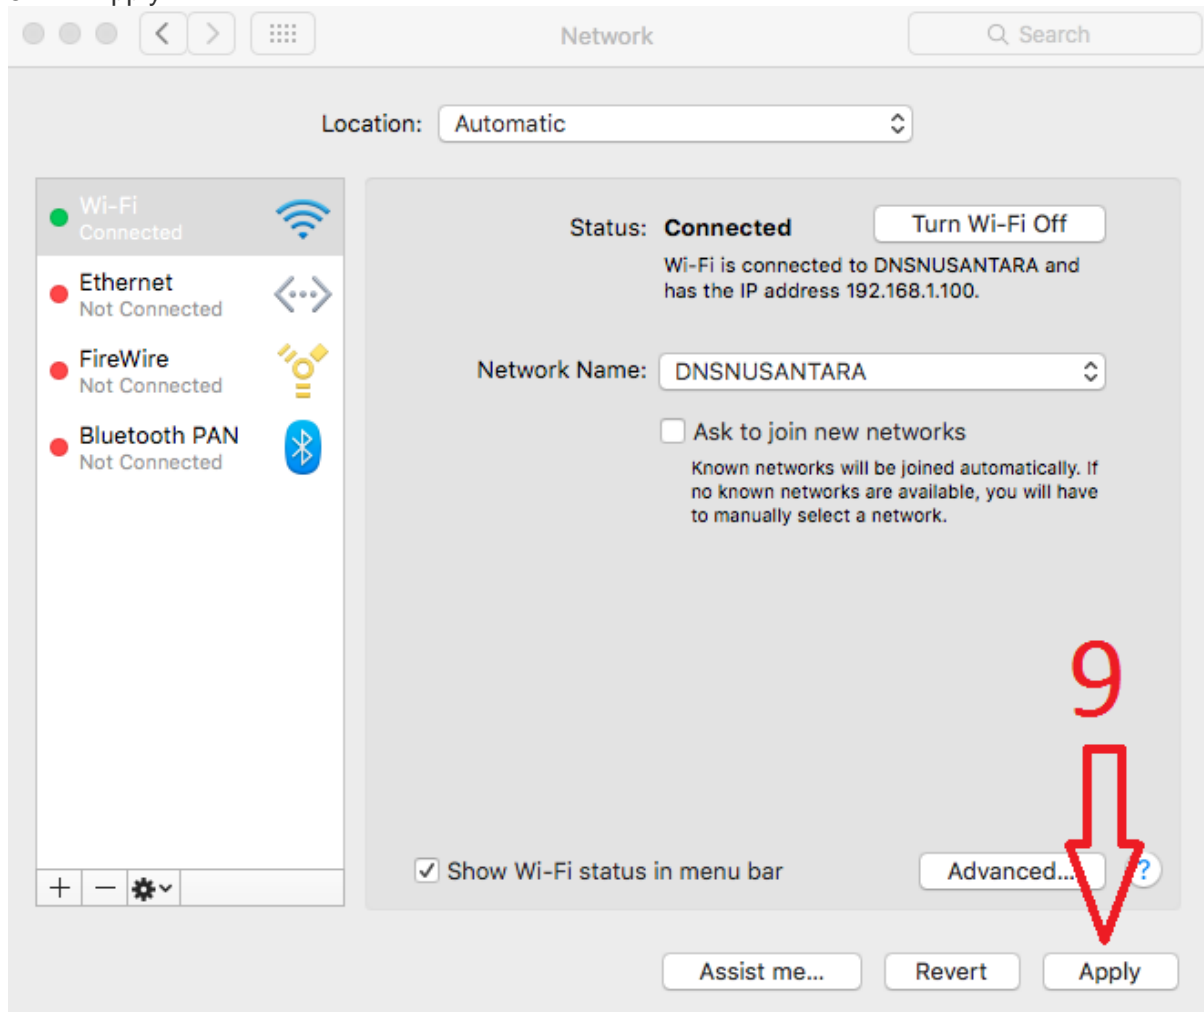 Network
Search
Location: Automatic
Wi-Fi
Connected
Ethernet
Not Connected
FireWire
Not Connected
Bluetooth PAN
Not Connected
Status: Connected
Turn Wi-Fi Off
Wi-Fi is connected to DNSNUSANTARA and
has the IP address 192.168.1.100.
Network Name: DNSNUSANTARA
Ask to join new networks
Known networks will be joined automatically. If
no known networks are available, you will have
to manually select a network.
9
Show Wi-Fi status in menu bar
Advanced...
?
Assist me...
Revert
Apply